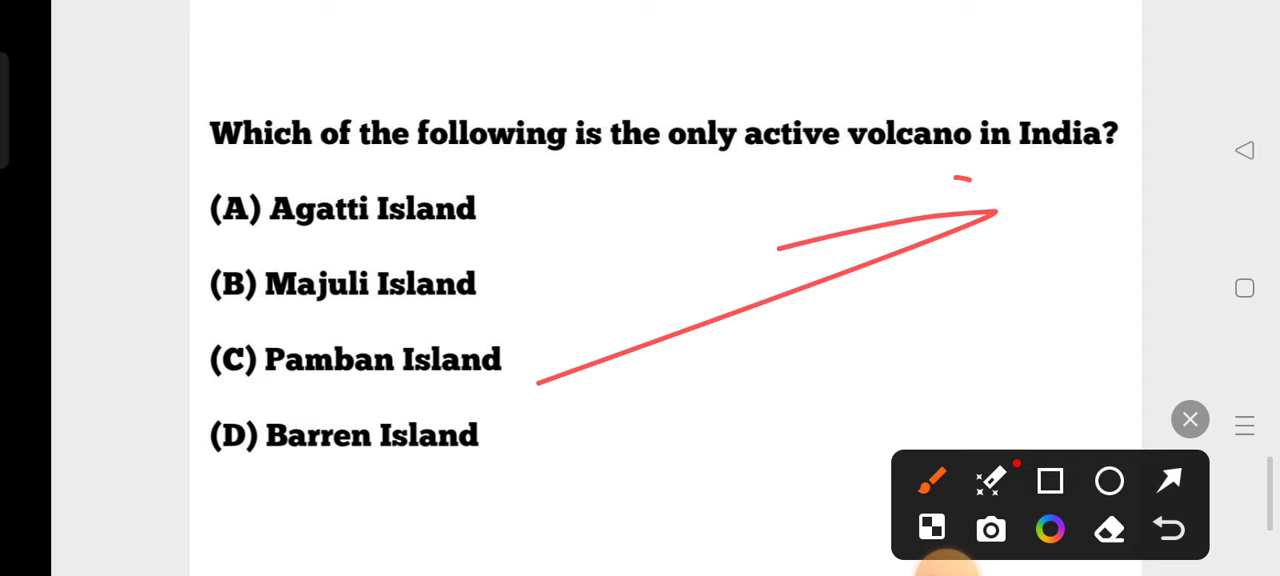 Which of the following is the only active volcano in India?
(A) Agatti Island
(B) Majuli Island
(C) Pamban Island
(D) Barren Island